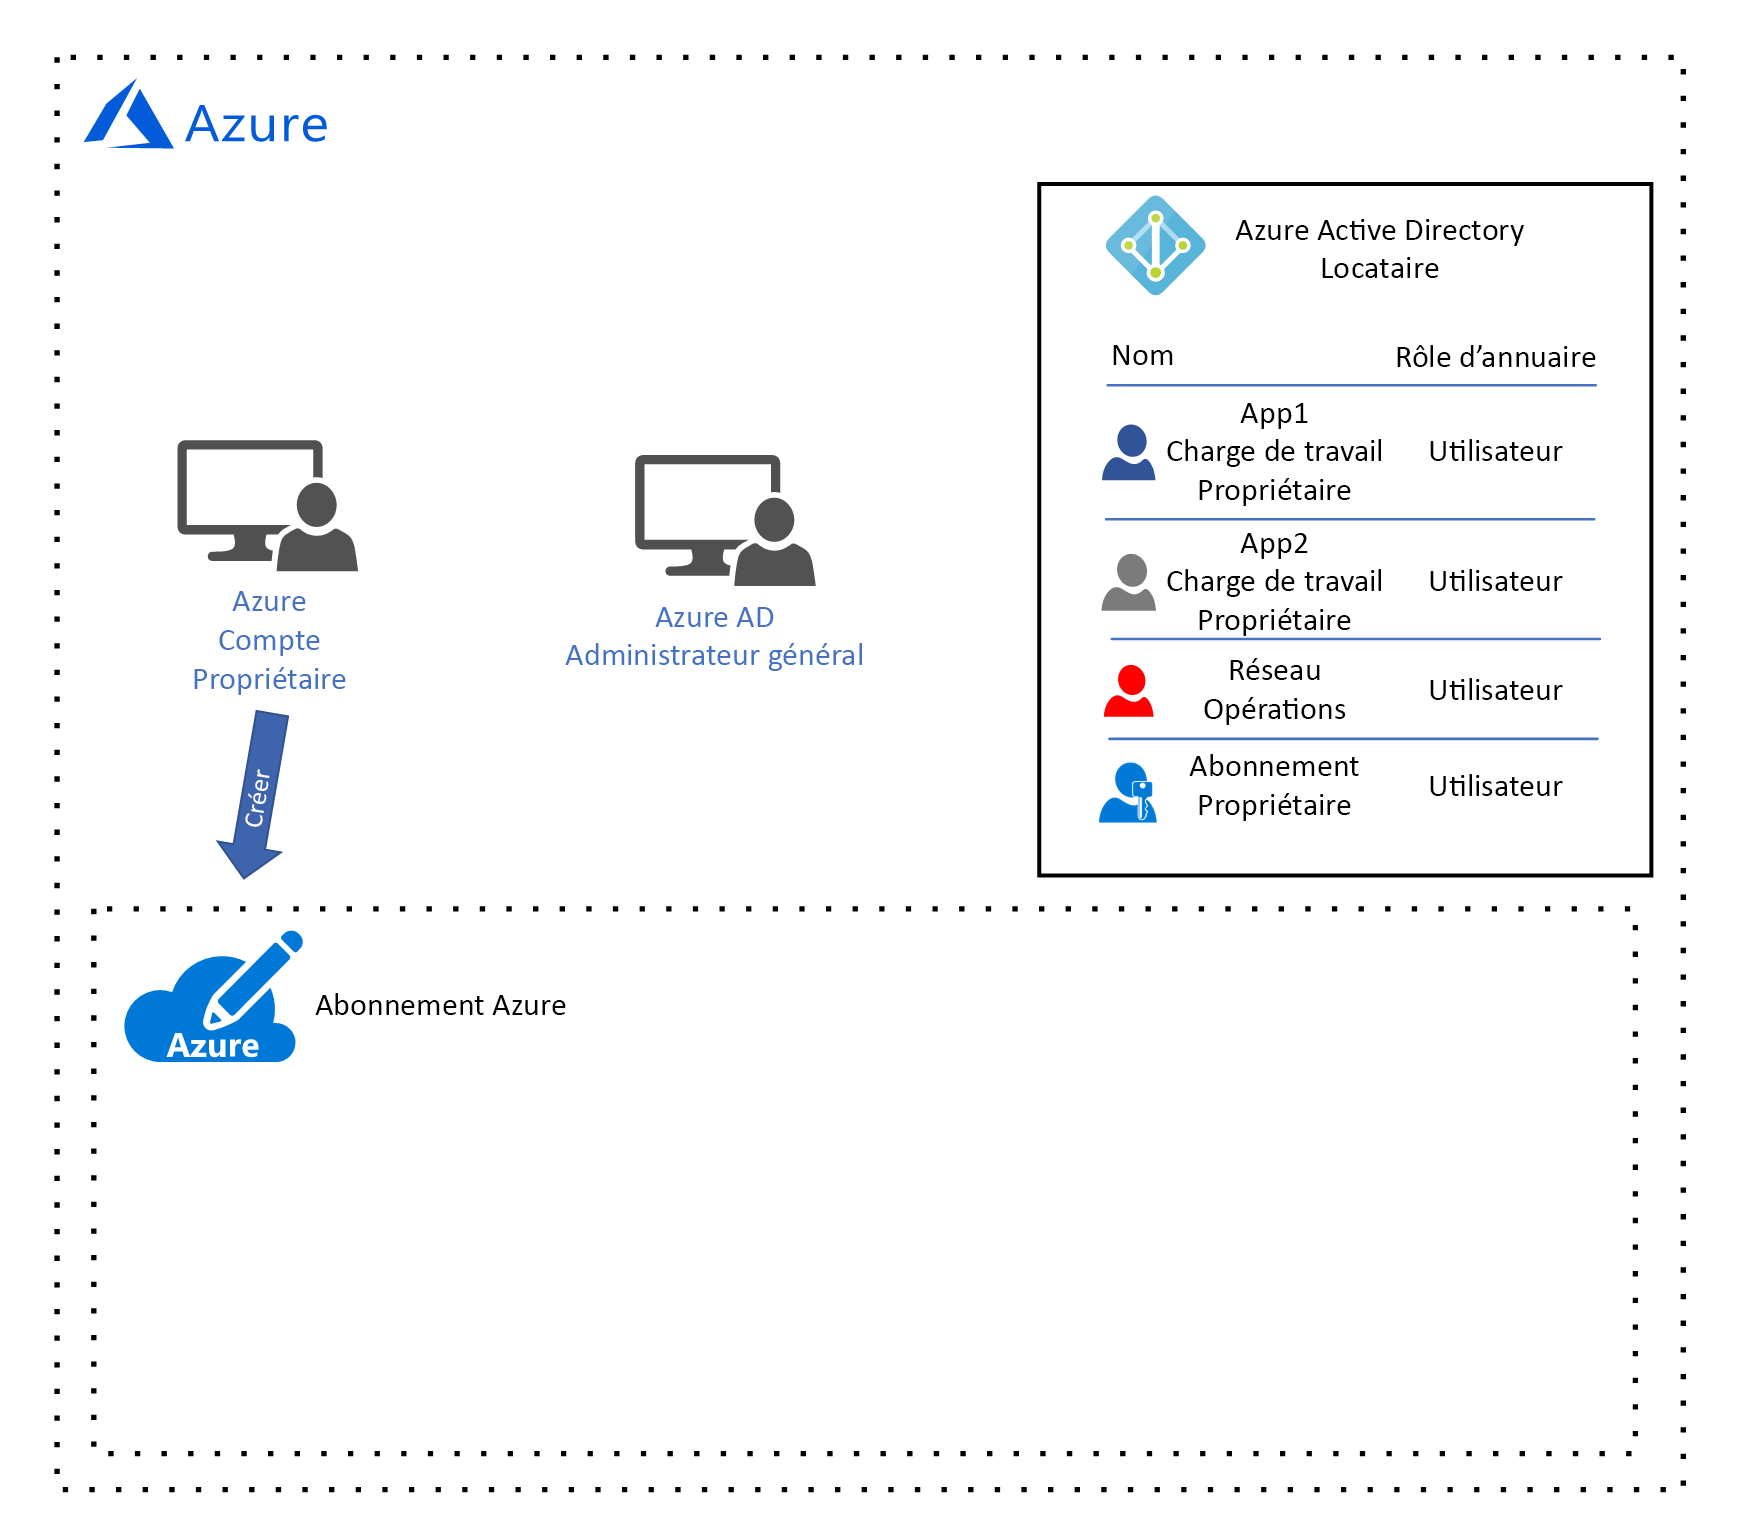 Azure
Azure Active Directory
Locataire
Nom Rôle d’annuaire
App1
Charge de travail
Propriétaire
Utilisateur
App2
Charge de travail
Propriétaire
Utilisateur
Réseau
Opérations
Utilisateur
Abonnement
Propriétaire
Utilisateur
Azure
Compte
Propriétaire
Azure AD
Administrateur général
Créer
Azure
Abonnement Azure